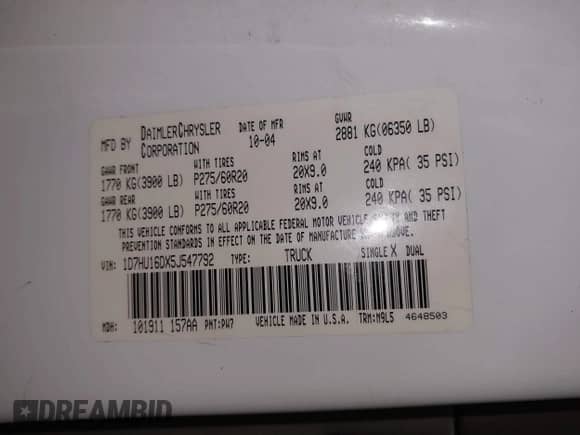 MFD BY DAIMLERCHRYSLER CORPORATION DATE OF MFR 10-04 GVWR 2881 KG(06350 LB)
GAWR FRONT WITH TIRES RIMS AT COLD
1770 KG(3900 LB) P275/60R20 20X9.0 240 KPA( 35 PSI)
GAWR REAR WITH TIRES RIMS AT COLD
1770 KG(3900 LB) P275/60R20 20X9.0 240 KPA( 35 PSI)
THIS VEHICLE CONFORMS TO ALL APPLICABLE FEDERAL MOTOR VEHICLE SAFETY AND THEFT
PREVENTION STANDARDS IN EFFECT ON THE DATE OF MANUFACTURE SHOWN ABOVE.
VIN: 1D7HU16DX5J547792 TYPE: TRUCK SINGLE X DUAL
MDH: 101911 157AA PNT:PW7 VEHICLE MADE IN U.S.A. TRM:M9L5 4648503
DREAMBID